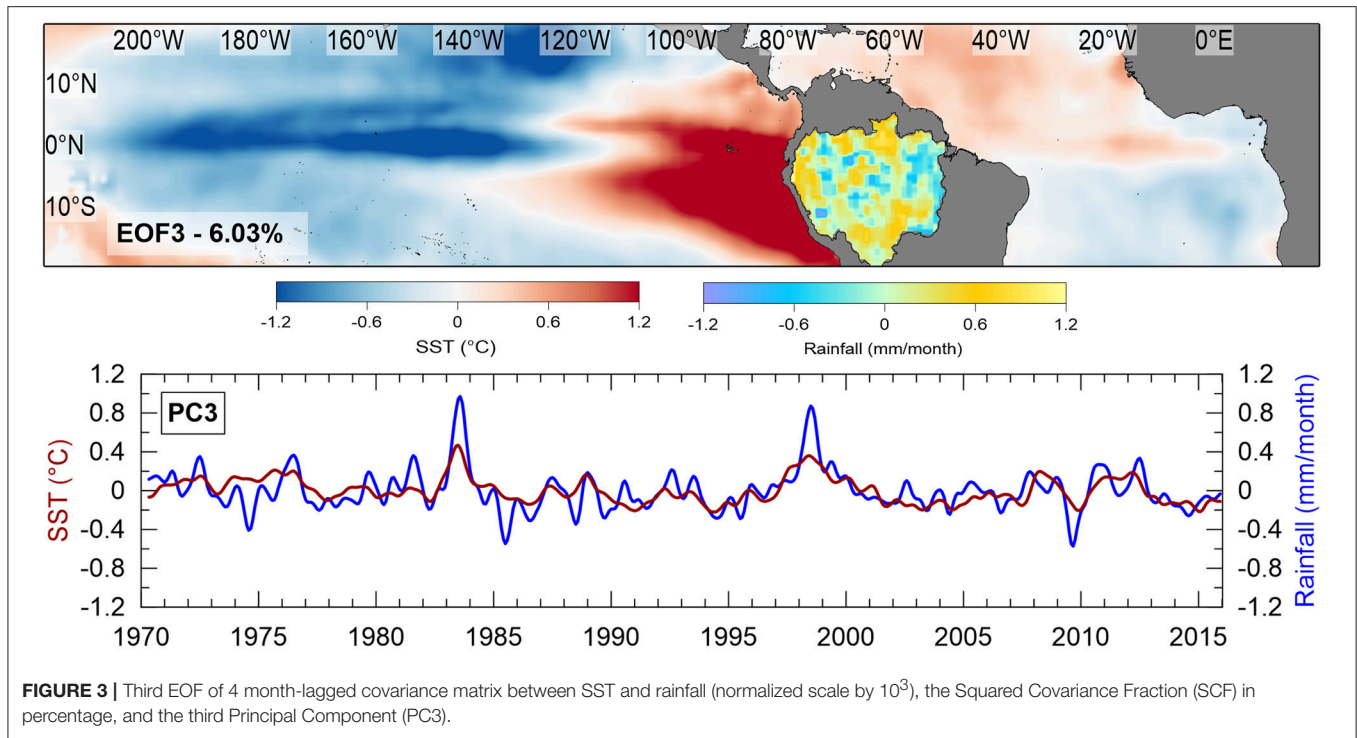 200°W 180°W 160°W 140°W 120°W 100°W 80°W 60°W 40°W 20°W 0°E
10°N
0°N
10°S
EOF3 - 6.03%
-1.2 -0.6 0 0.6 1.2
SST (°C)
-1.2 -0.6 0 0.6 1.2
Rainfall (mm/month)
PC3
SST (°C)
1.2
0.8
0.4
0
-0.4
-0.8
-1.2
1.2
0.8
0.4
0
-0.4
-0.8
-1.2
Rainfall (mm/month)
1970 1975 1980 1985 1990 1995 2000 2005 2010 2015
FIGURE 3 | Third EOF of 4 month-lagged covariance matrix between SST and rainfall (normalized scale by 10³), the Squared Covariance Fraction (SCF) in
percentage, and the third Principal Component (PC3).